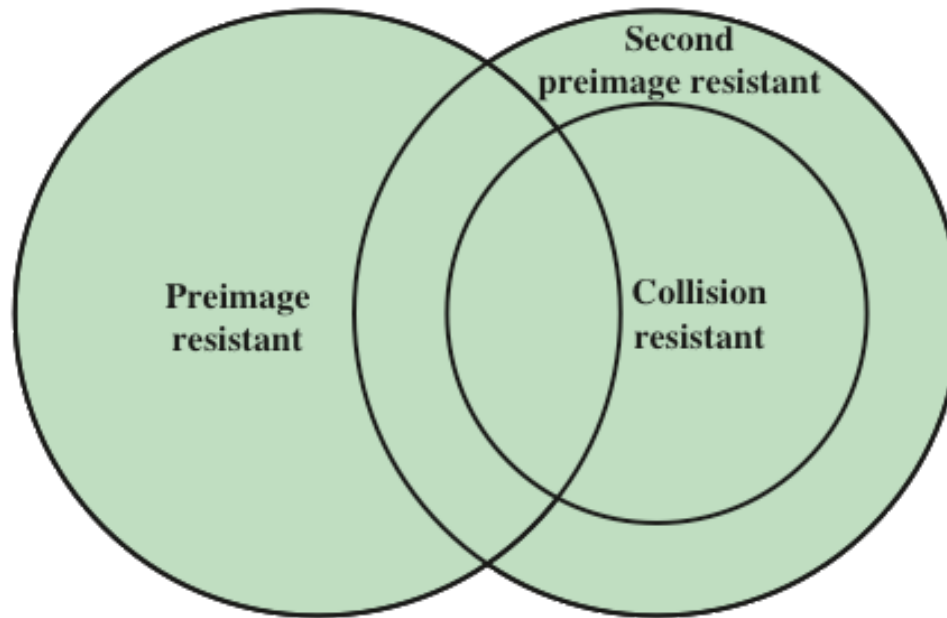 Second
preimage resistant
Preimage
resistant
Collision
resistant